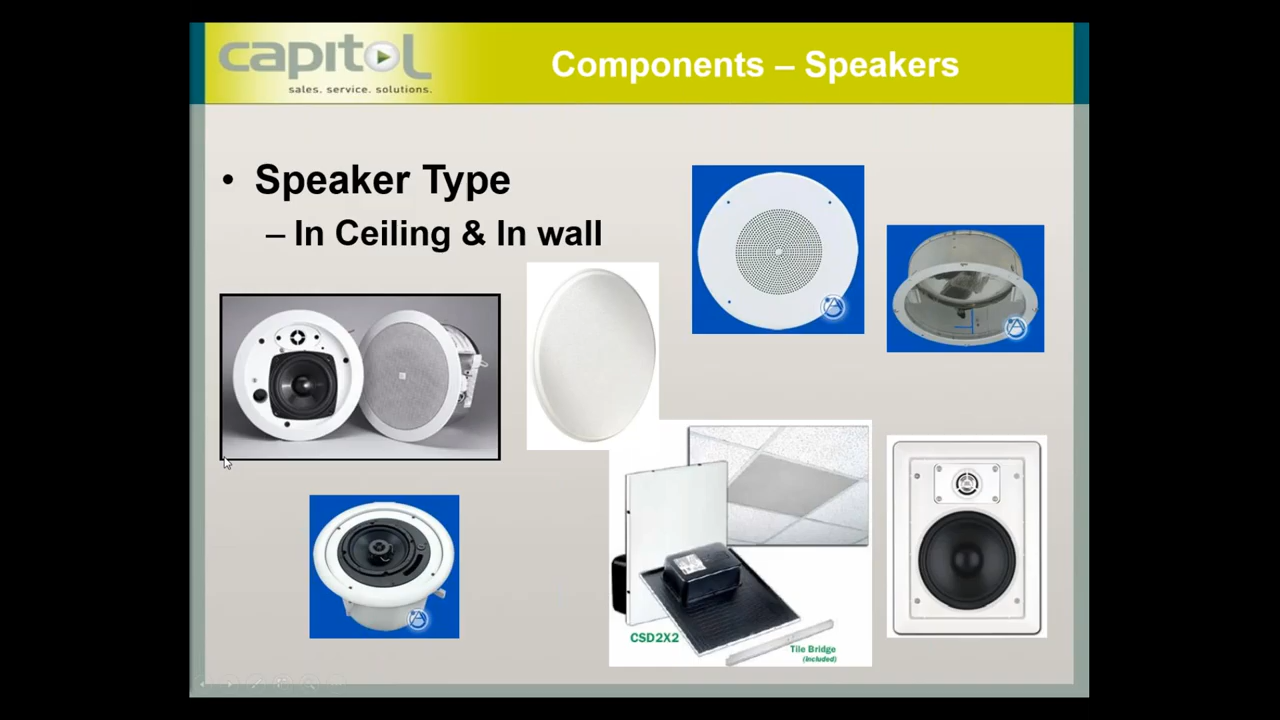 capitol
sales. service. solutions.
Components – Speakers
• Speaker Type
– In Ceiling & In wall
CSD2X2
Tile Bridge
(Included)